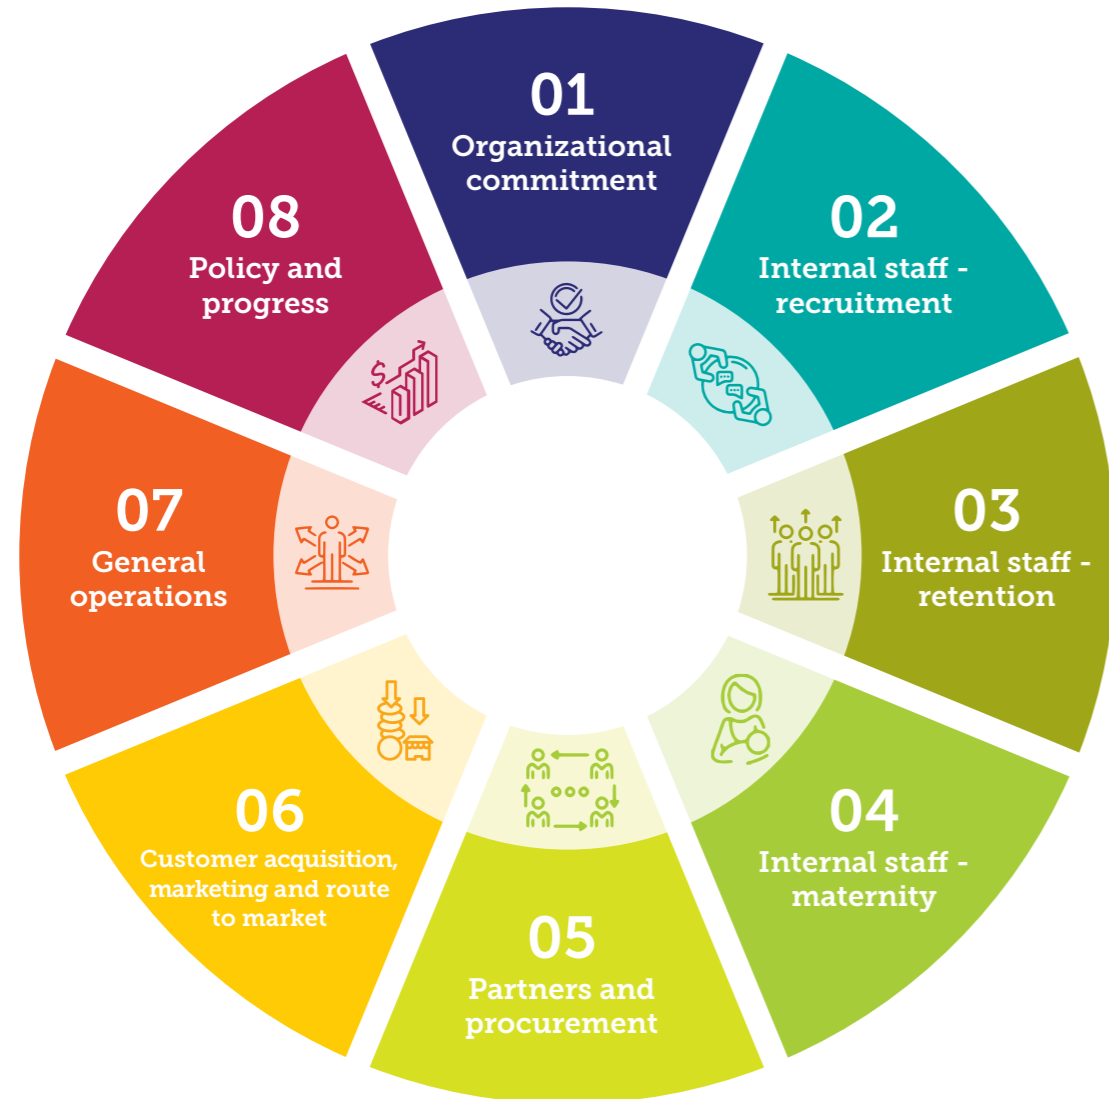 01
Organizational
commitment
02
Internal staff -
recruitment
03
Internal staff -
retention
04
Internal staff -
maternity
05
Partners and
procurement
06
Customer acquisition,
marketing and route
to market
07
General
operations
08
Policy and
progress
$